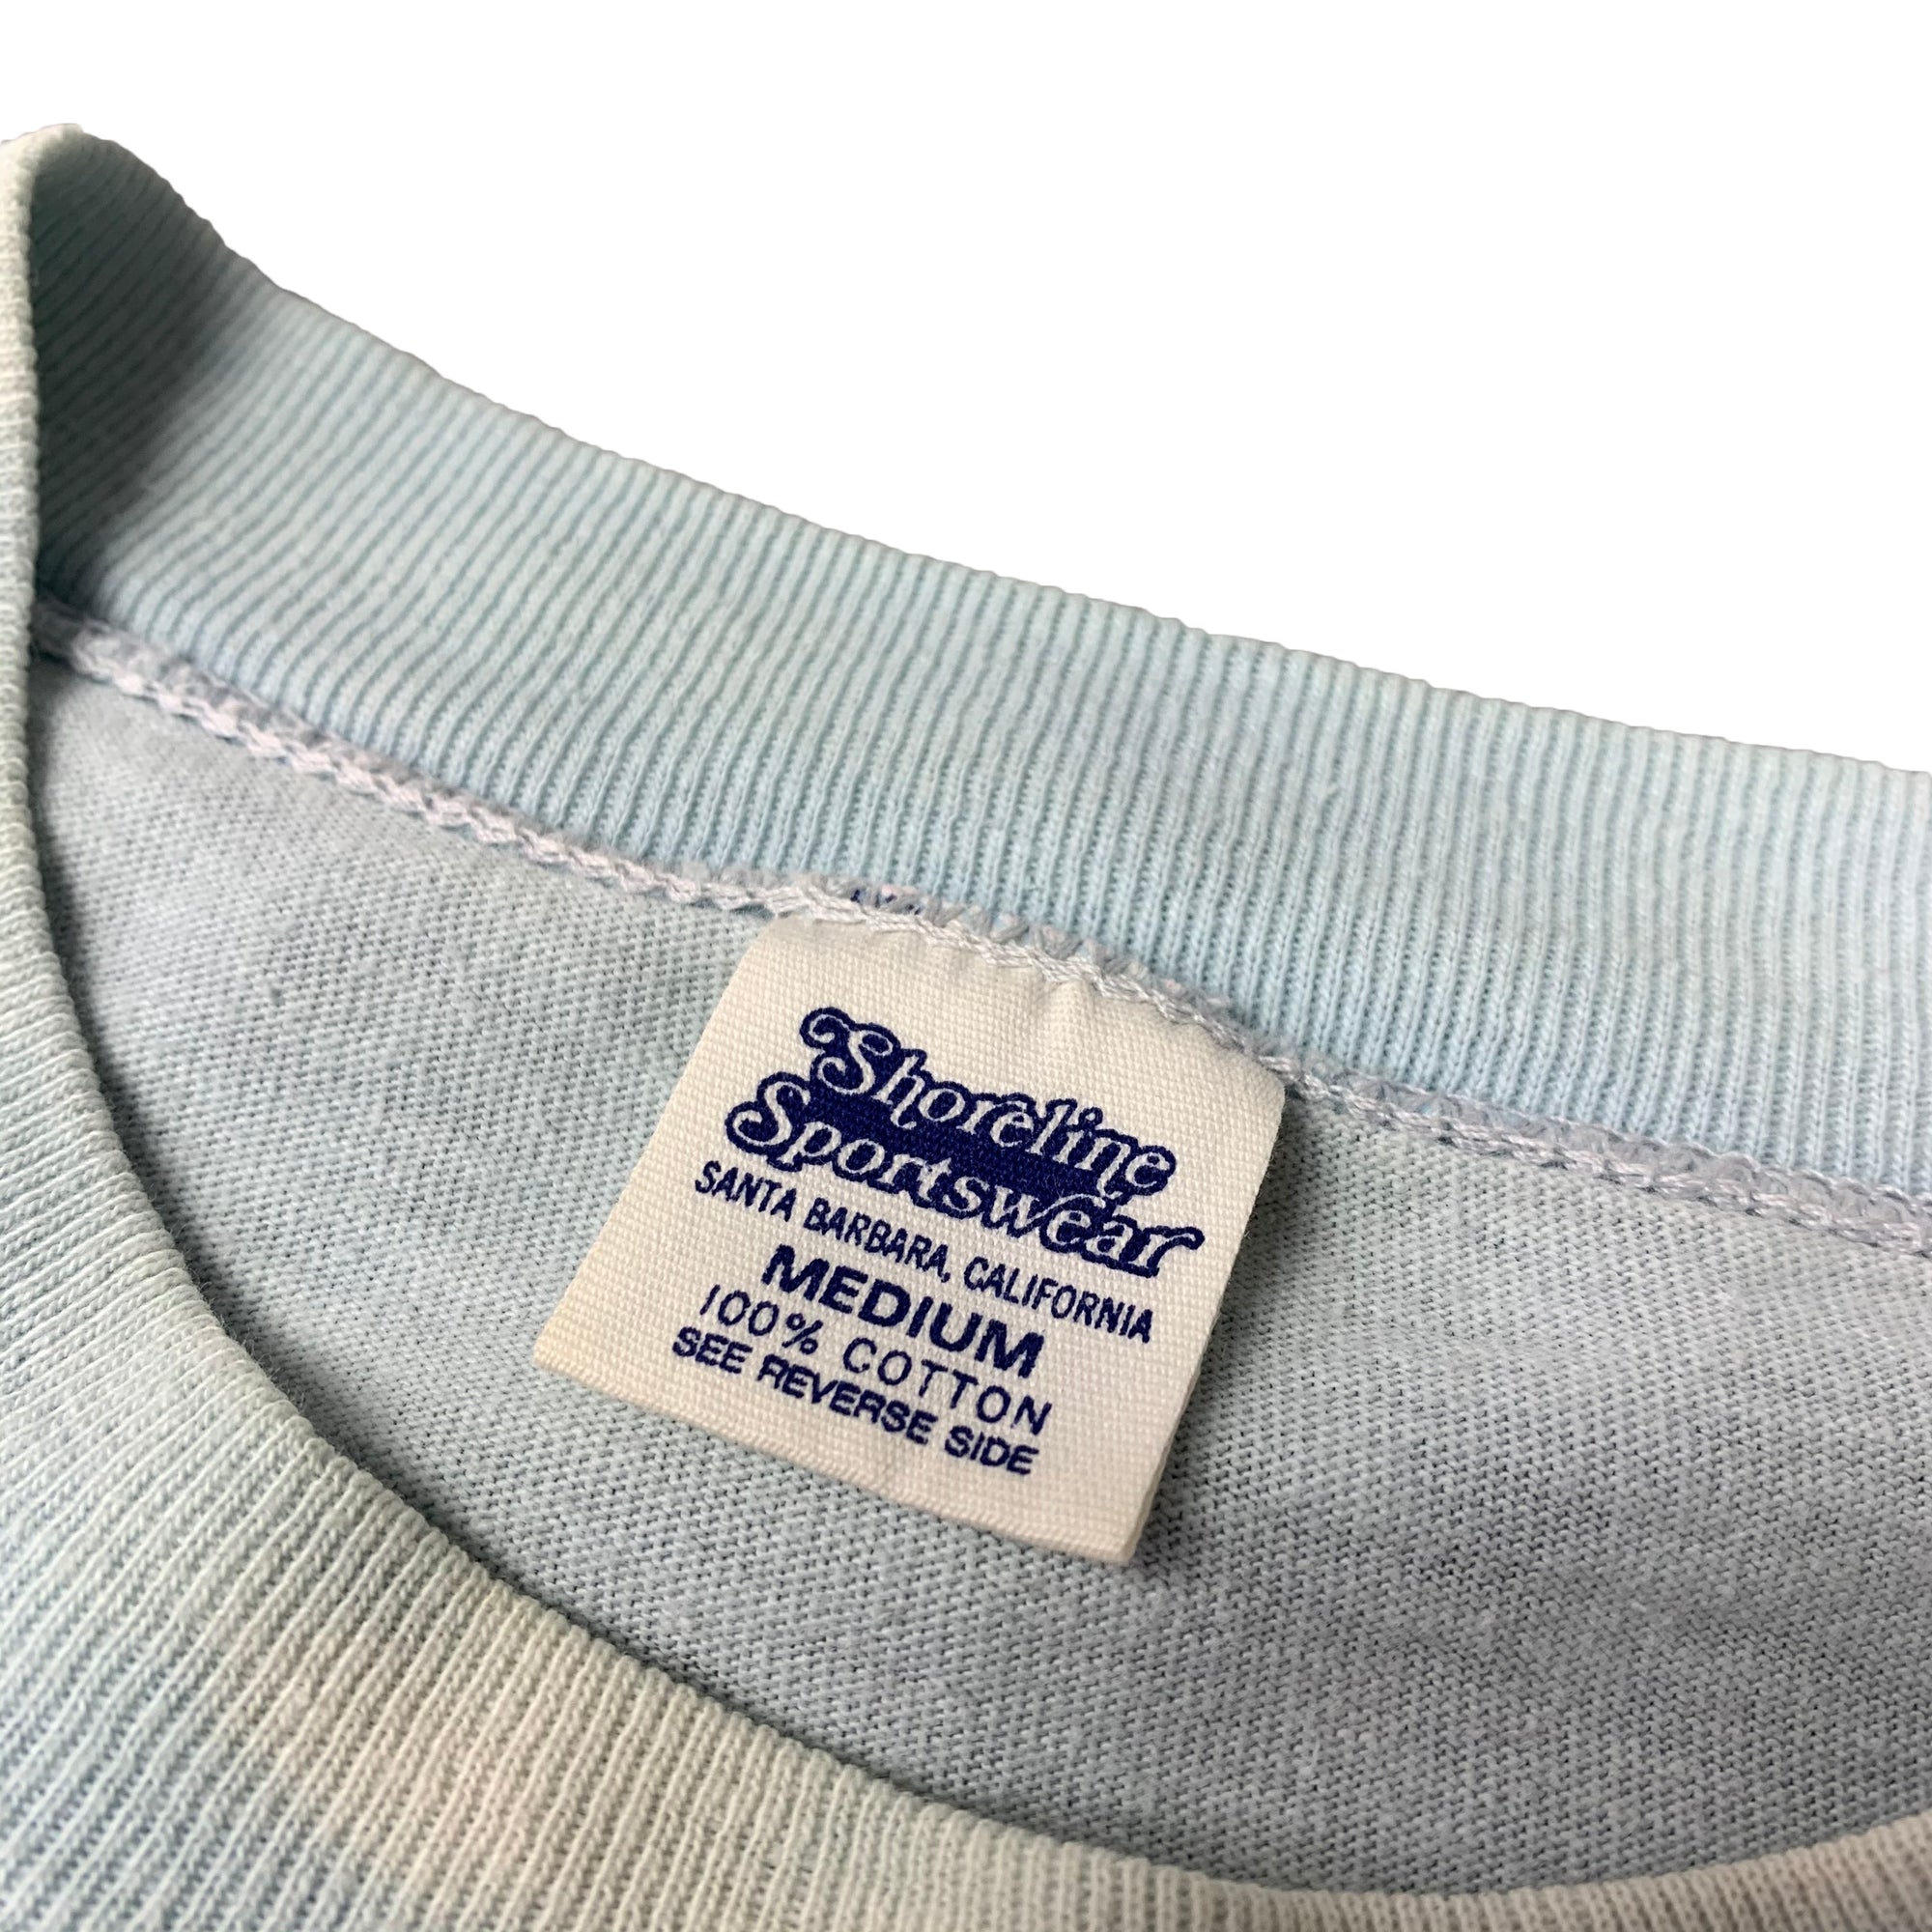 Shoreline
Sportswear
SANTA BARBARA, CALIFORNIA
MEDIUM
100% COTTON
SEE REVERSE SIDE